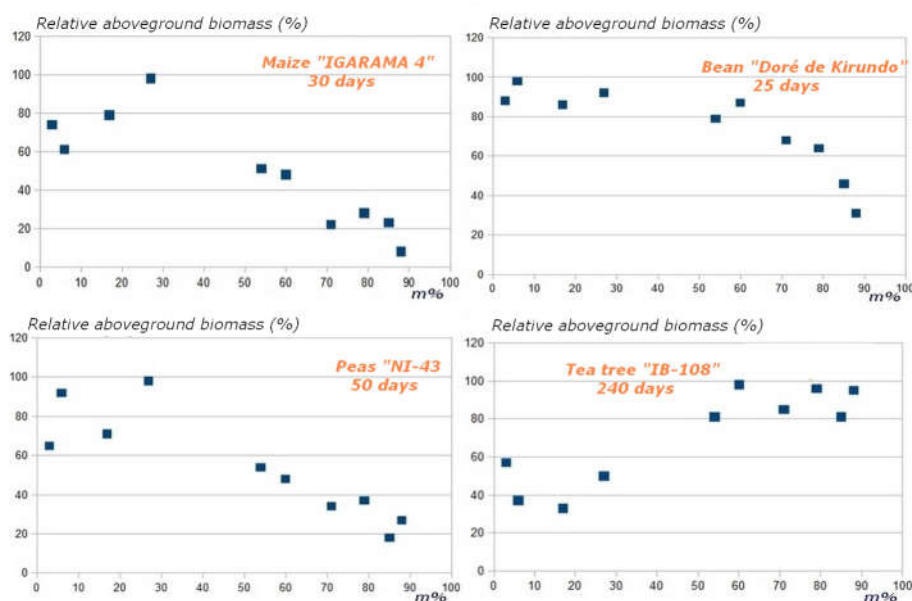 Relative aboveground biomass (%)
120
100
80
60
40
20
0
Maize "IGARAMA 4"
30 days
0 10 20 30 40 50 60 70 80 90 100
m%
Relative aboveground biomass (%)
120
100
80
60
40
20
0
Bean "Doré de Kirundo"
25 days
0 10 20 30 40 50 60 70 80 90 100
m%
Relative aboveground biomass (%)
120
100
80
60
40
20
0
Peas "NI-43
50 days
0 10 20 30 40 50 60 70 80 90 100
m%
Relative aboveground biomass (%)
120
100
80
60
40
20
0
Tea tree "IB-108"
240 days
0 10 20 30 40 50 60 70 80 90 100
m%